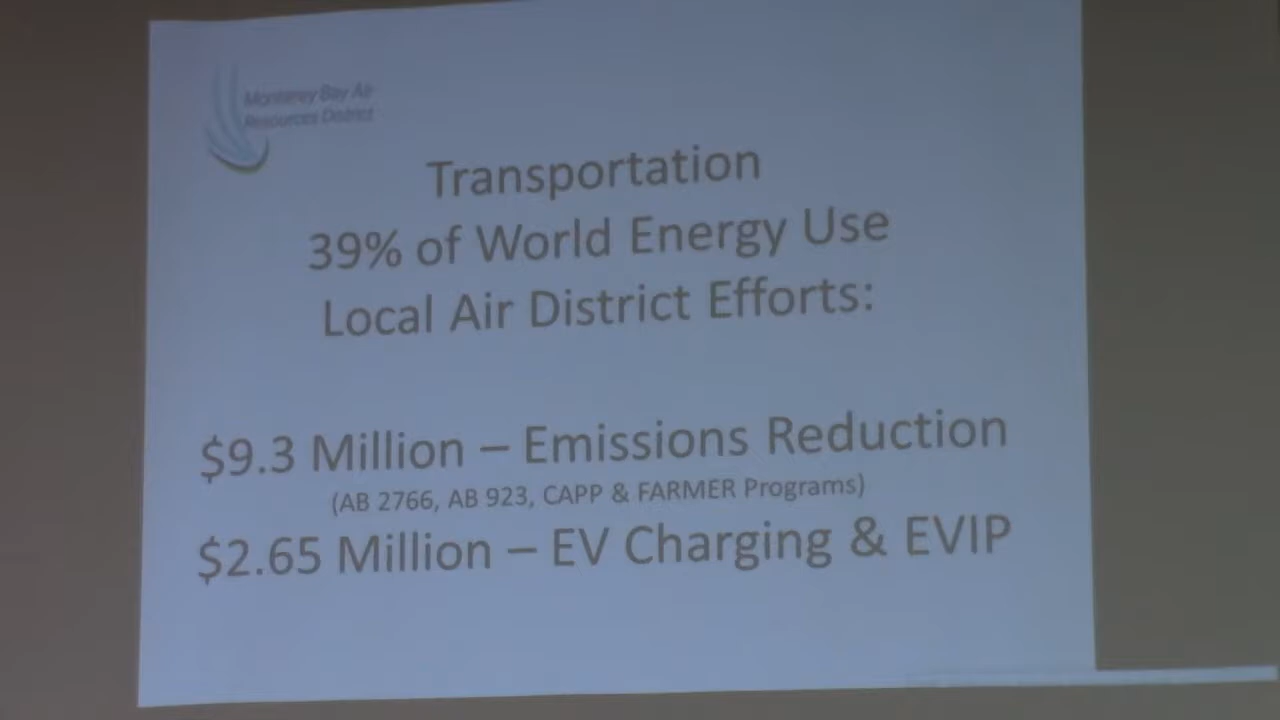 Monterey Bay Air
Resources District
Transportation
39% of World Energy Use
Local Air District Efforts:
$9.3 Million – Emissions Reduction
(AB 2766, AB 923, CAPP & FARMER Programs)
$2.65 Million – EV Charging & EVIP